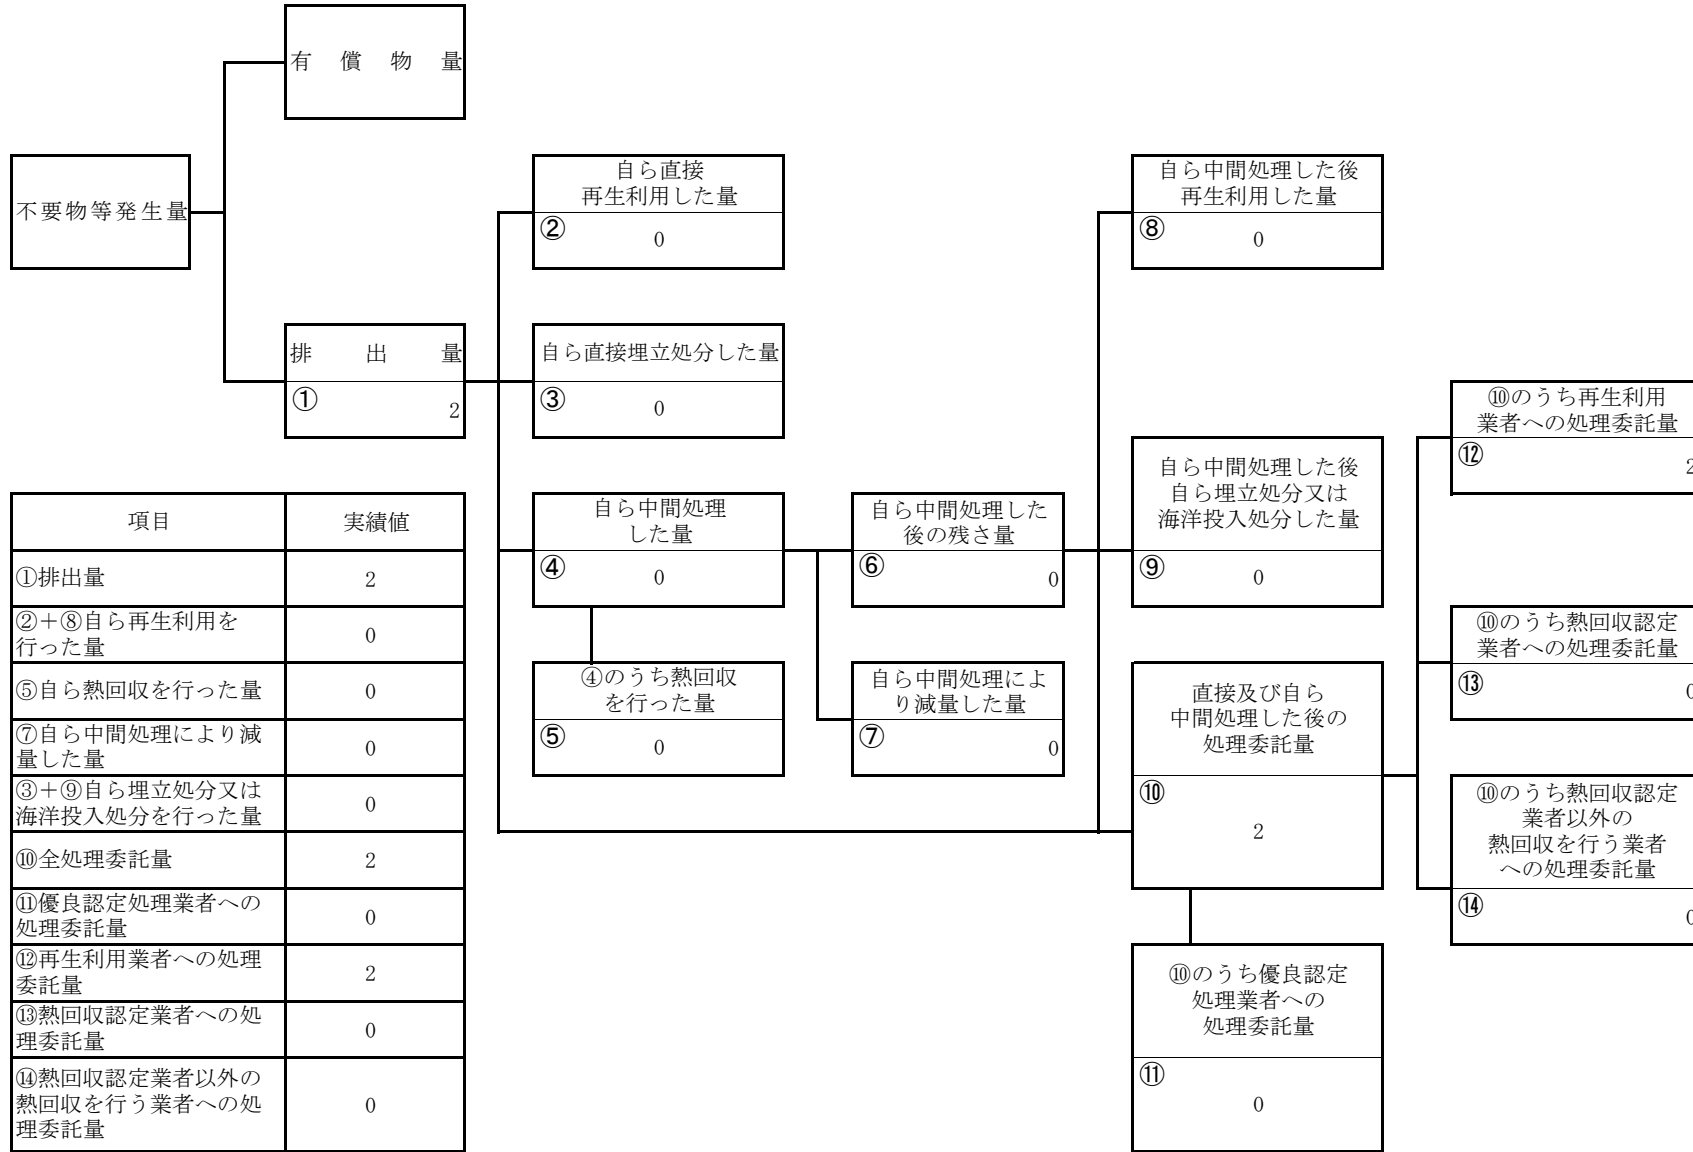 有償物量
不要物等発生量
自ら直接
再生利用した量
②
0
自ら中間処理した後
再生利用した量
⑧
0
排出量
①
2
自ら直接埋立処分した量
③
0
⑩のうち再生利用
業者への処理委託量
⑫
2
自ら中間処理
した量
④
0
自ら中間処理した
後の残さ量
⑥
0
自ら中間処理した後
自ら埋立処分又は
海洋投入処分した量
⑨
0
④のうち熱回収
を行った量
⑤
0
自ら中間処理によ
り減量した量
⑦
0
直接及び自ら
中間処理した後の
処理委託量
⑩
2
⑩のうち熱回収認定
業者への処理委託量
⑬
0
⑩のうち熱回収認定
業者以外の
熱回収を行う業者
への処理委託量
⑭
0
⑩のうち優良認定
処理業者への
処理委託量
⑪
0
項目 実績値
①排出量 2
②＋⑧自ら再生利用を
行った量 0
⑤自ら熱回収を行った量 0
⑦自ら中間処理により減
量した量 0
③＋⑨自ら埋立処分又は
海洋投入処分を行った量 0
⑩全処理委託量 2
⑪優良認定処理業者への
処理委託量 0
⑫再生利用業者への処理
委託量 2
⑬熱回収認定業者への処
理委託量 0
⑭熱回収認定業者以外の
熱回収を行う業者への処
理委託量 0